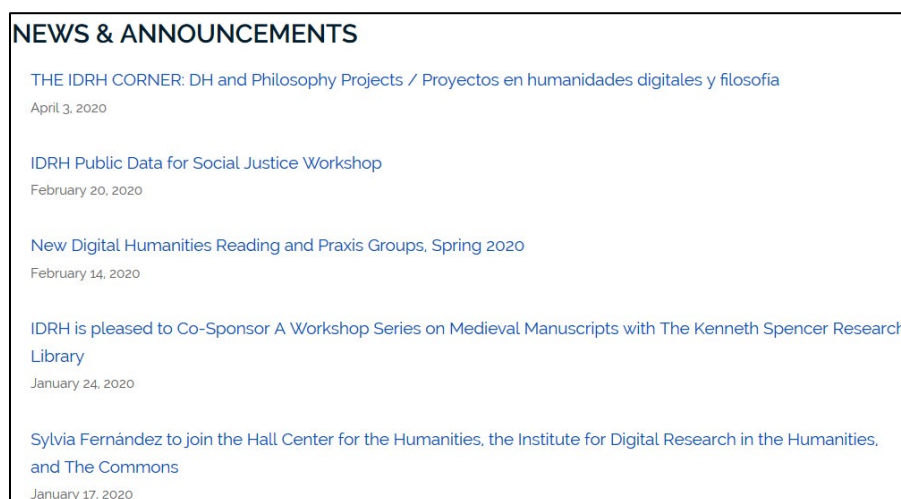 NEWS & ANNOUNCEMENTS
THE IDRH CORNER: DH and Philosophy Projects / Proyectos en humanidades digitales y filosofía
April 3, 2020
IDRH Public Data for Social Justice Workshop
February 20, 2020
New Digital Humanities Reading and Praxis Groups, Spring 2020
February 14, 2020
IDRH is pleased to Co-Sponsor A Workshop Series on Medieval Manuscripts with The Kenneth Spencer Research
Library
January 24, 2020
Sylvia Fernández to join the Hall Center for the Humanities, the Institute for Digital Research in the Humanities,
and The Commons
January 17, 2020